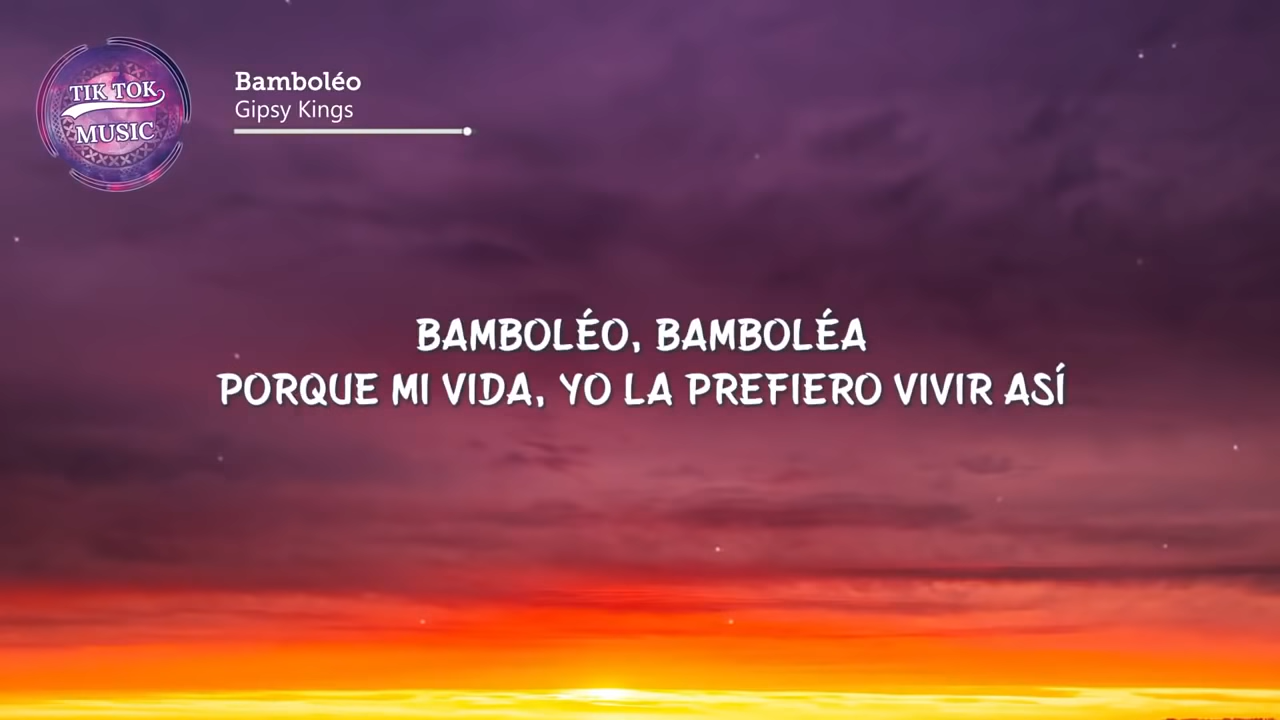 TIK TOK
MUSIC
Bamboléo
Gipsy Kings
BAMBOLÉO, BAMBOLÉA
PORQUE MI VIDA, YO LA PREFIERO VIVIR ASÍ